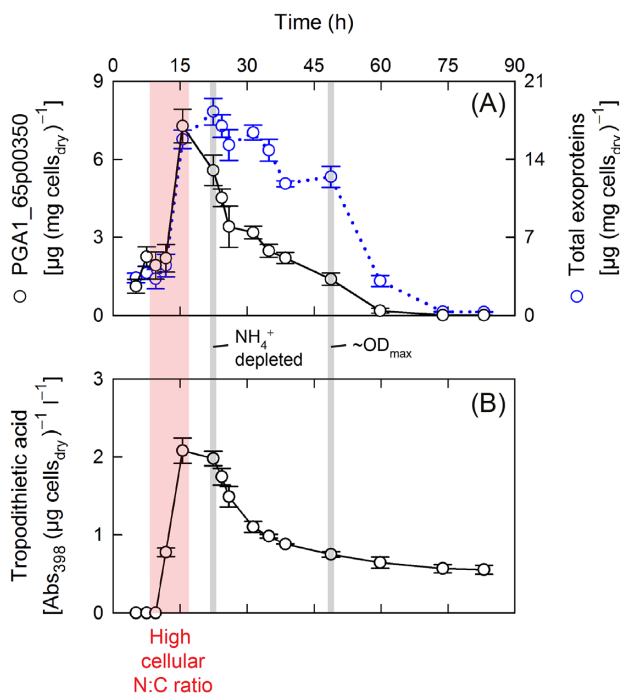 Time (h)
0 15 30 45 60 75 90
(A)
9
6
3
0
21
14
7
0
PGA1_65p00350
[µg (mg cells_dry)⁻¹]
Total exoproteins
[µg (mg cells_dry)⁻¹]
NH₄⁺
depleted
~OD_max
(B)
3
2
1
0
Tropodithietic acid
[Abs₃₉₈ (µg cells_dry)⁻¹ l⁻¹]
High
cellular
N:C ratio